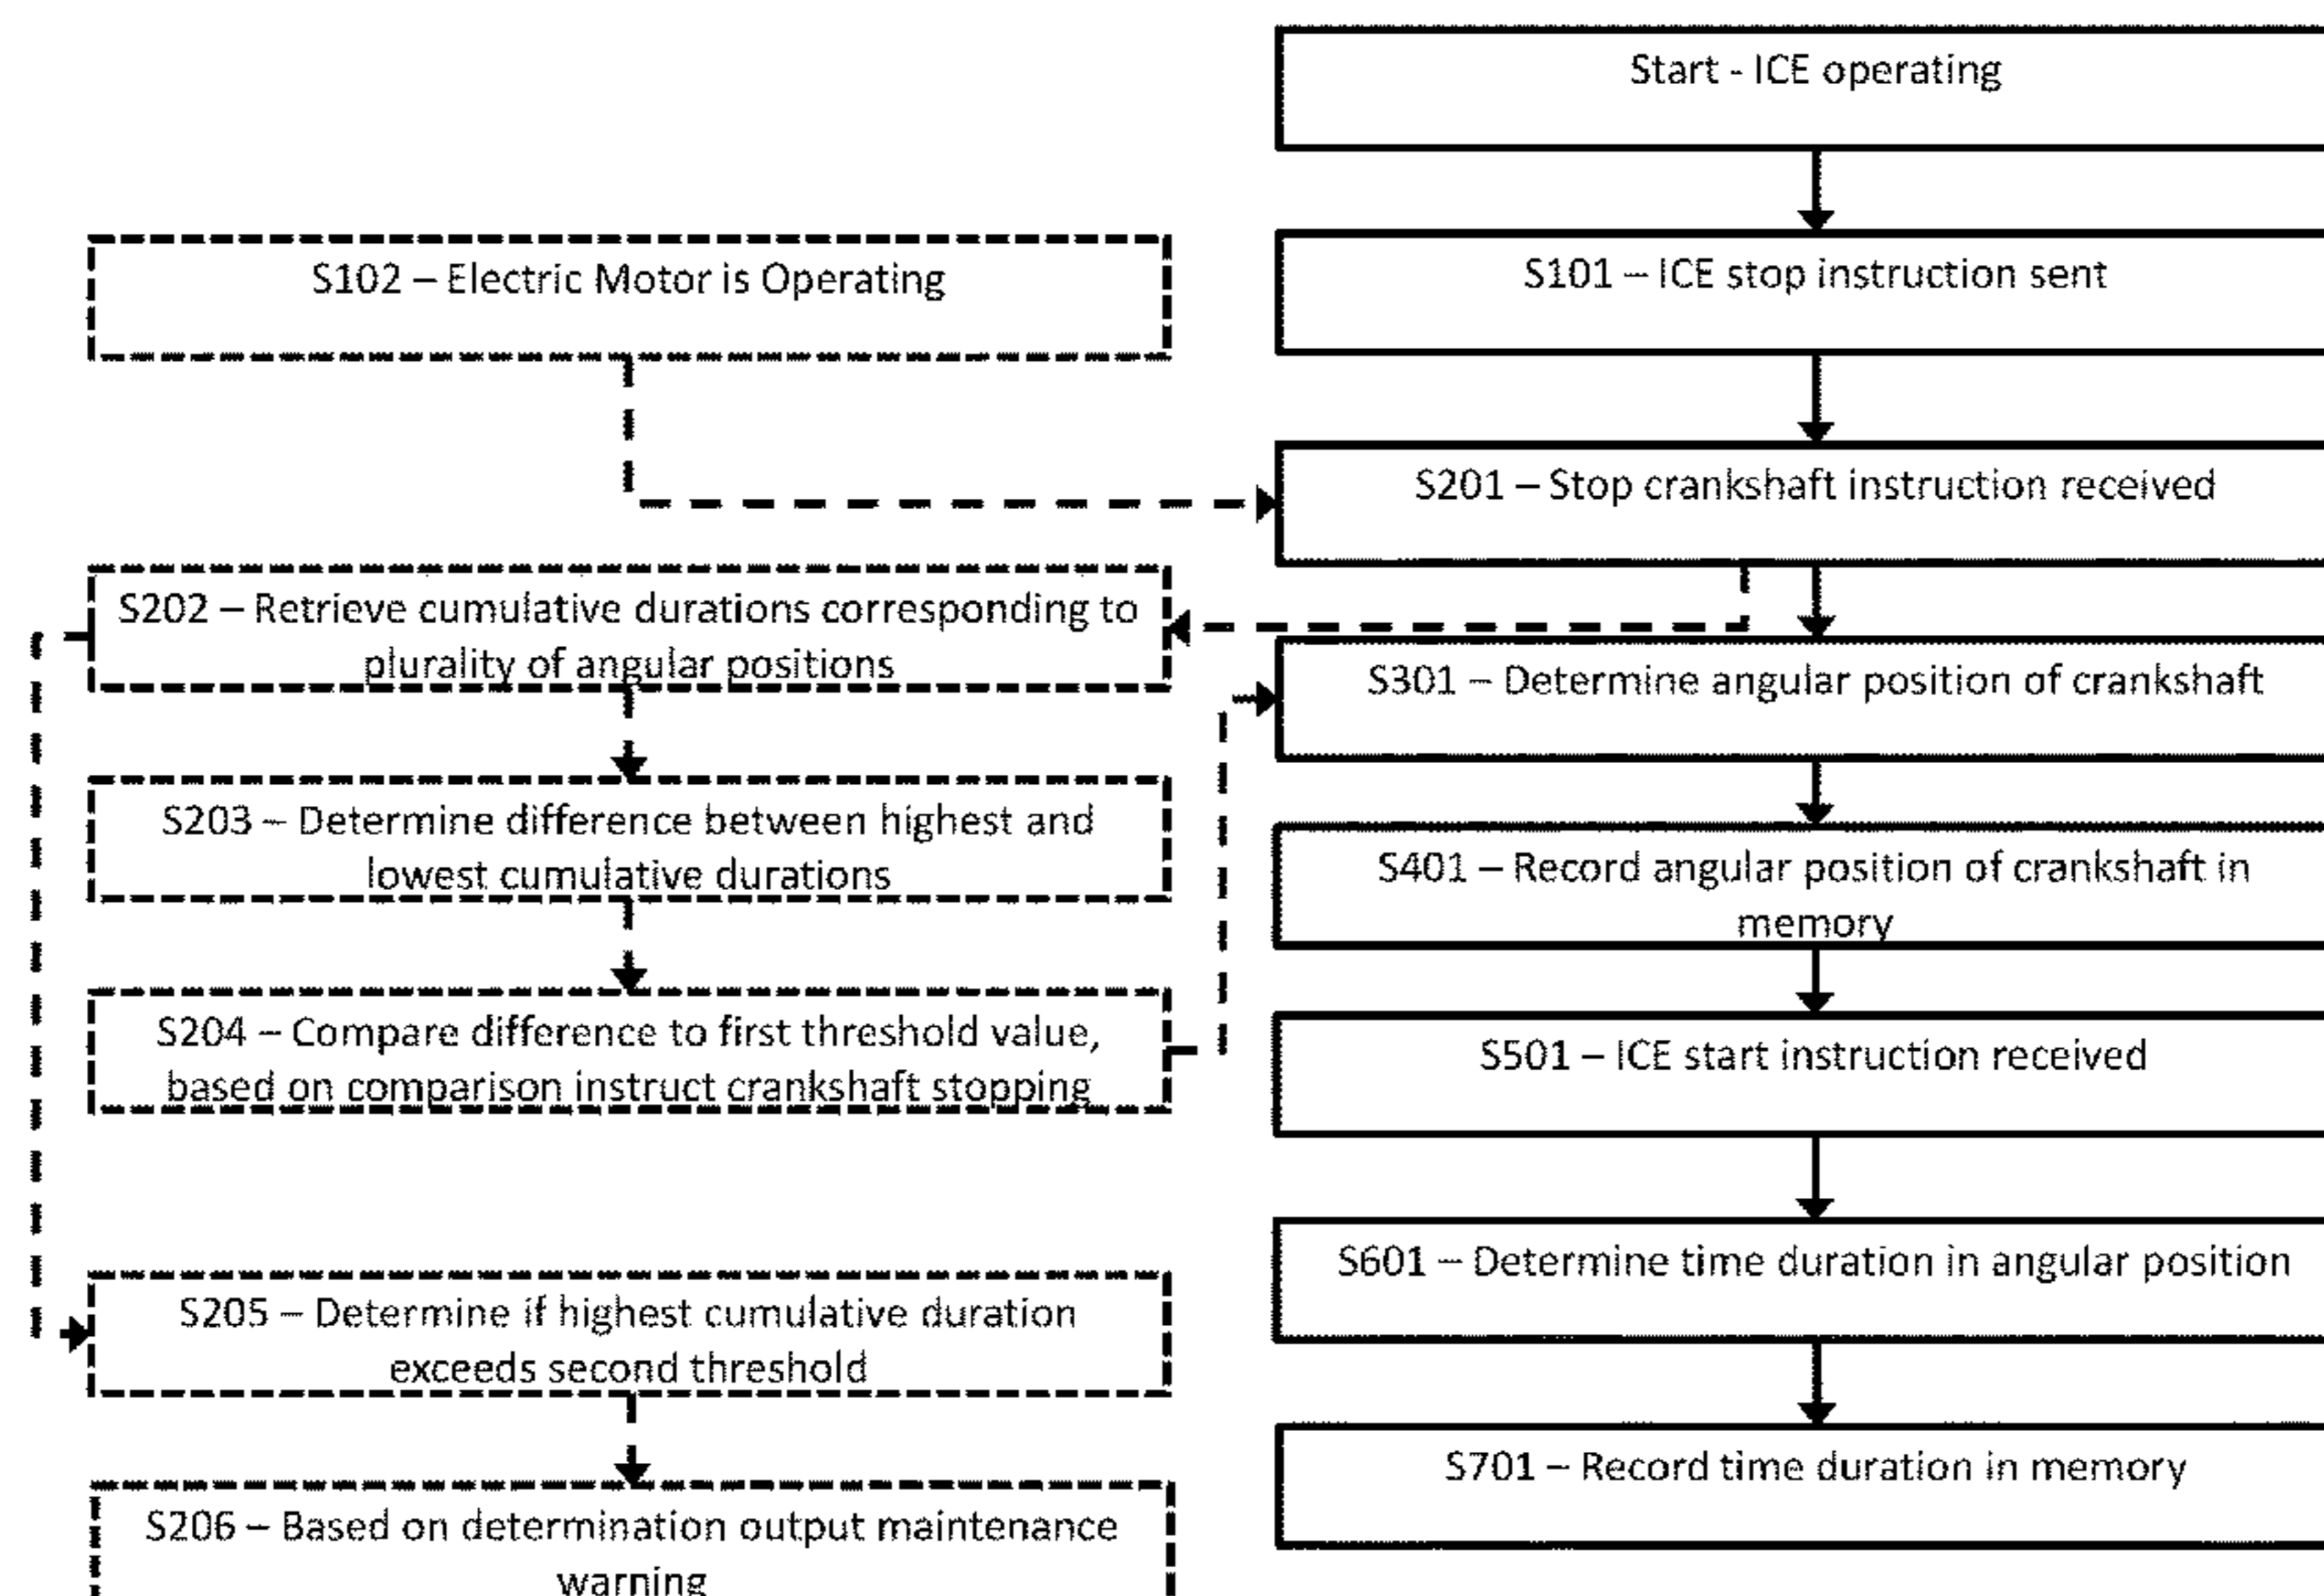 Start - ICE operating
S102 – Electric Motor is Operating
S101 – ICE stop instruction sent
S201 – Stop crankshaft instruction received
S202 – Retrieve cumulative durations corresponding to
plurality of angular positions
S301 – Determine angular position of crankshaft
S203 – Determine difference between highest and
lowest cumulative durations
S401 – Record angular position of crankshaft in
memory
S204 – Compare difference to first threshold value,
based on comparison instruct crankshaft stopping
S501 – ICE start instruction received
S205 – Determine if highest cumulative duration
exceeds second threshold
S601 – Determine time duration in angular position
S701 – Record time duration in memory
S206 – Based on determination output maintenance
warning